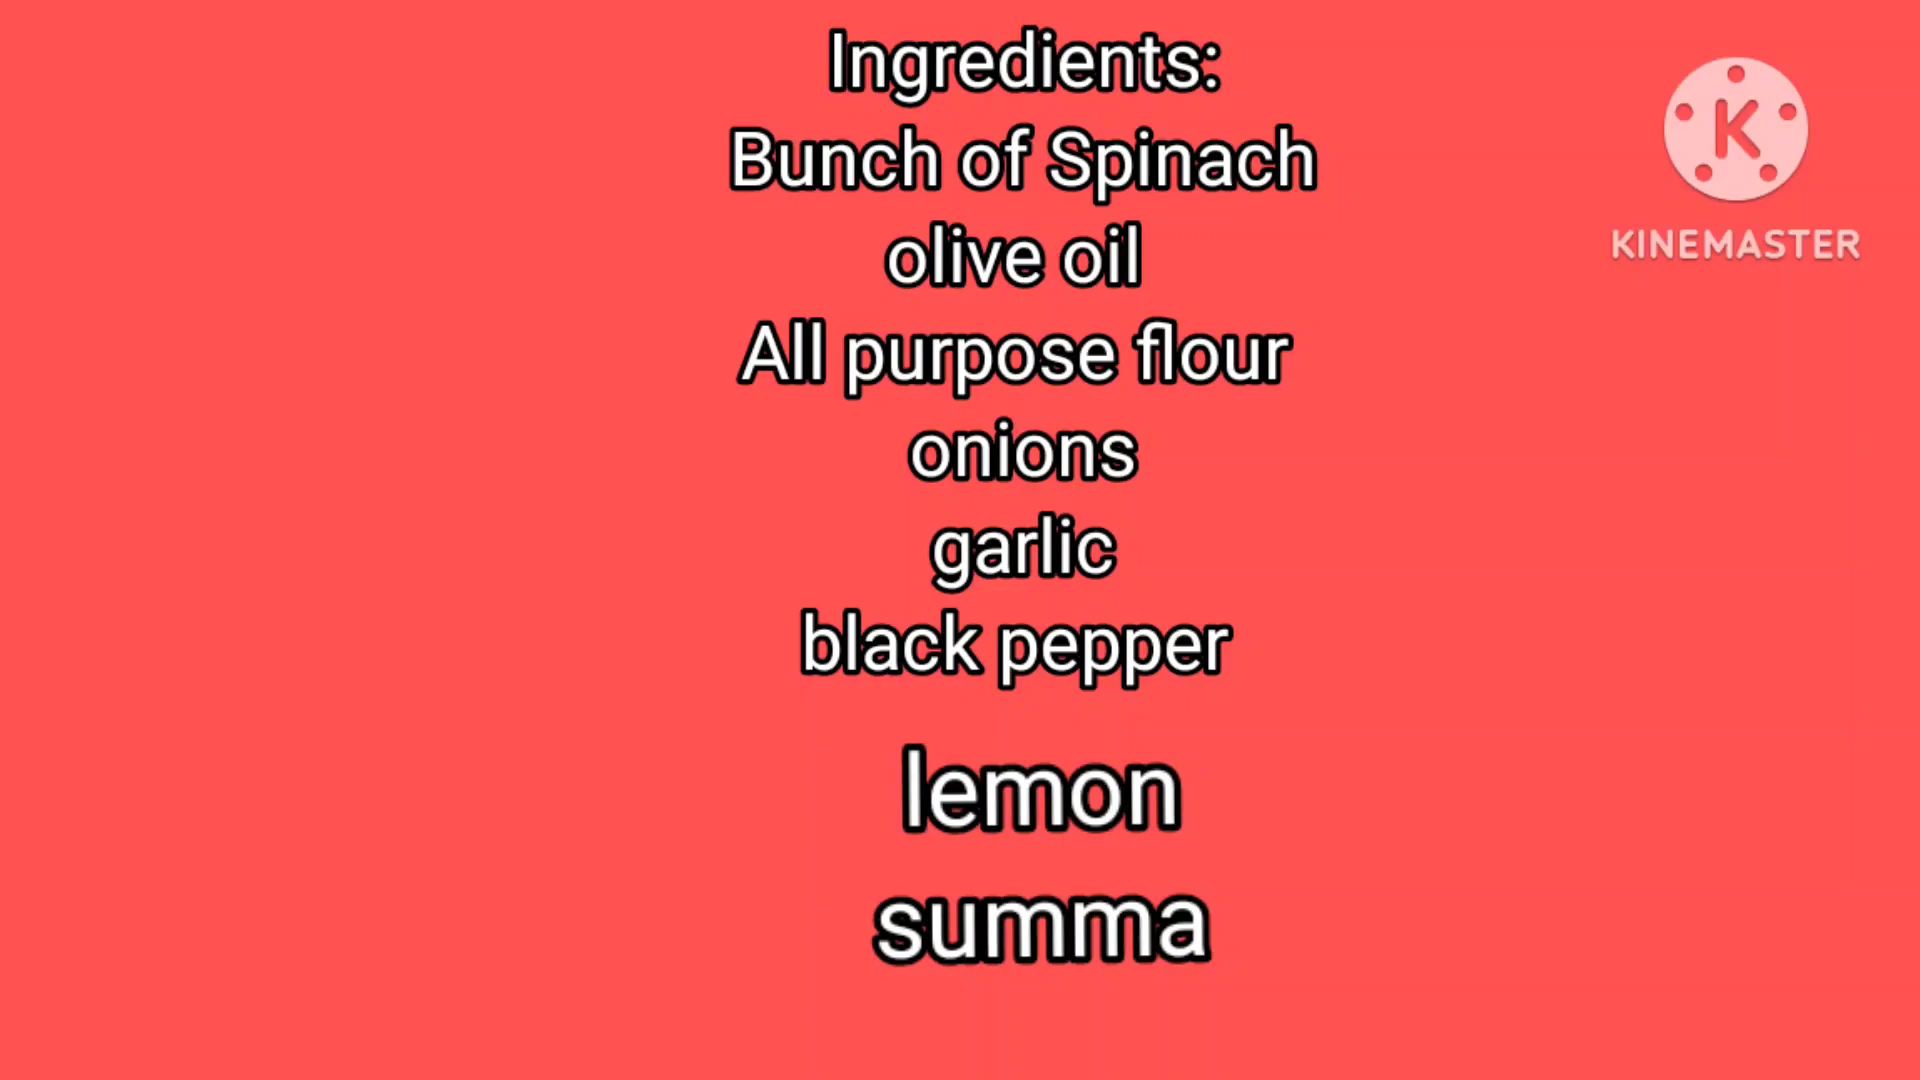 Ingredients:
Bunch of Spinach
olive oil
All purpose flour
onions
garlic
black pepper
lemon
summa
K
KINEMASTER